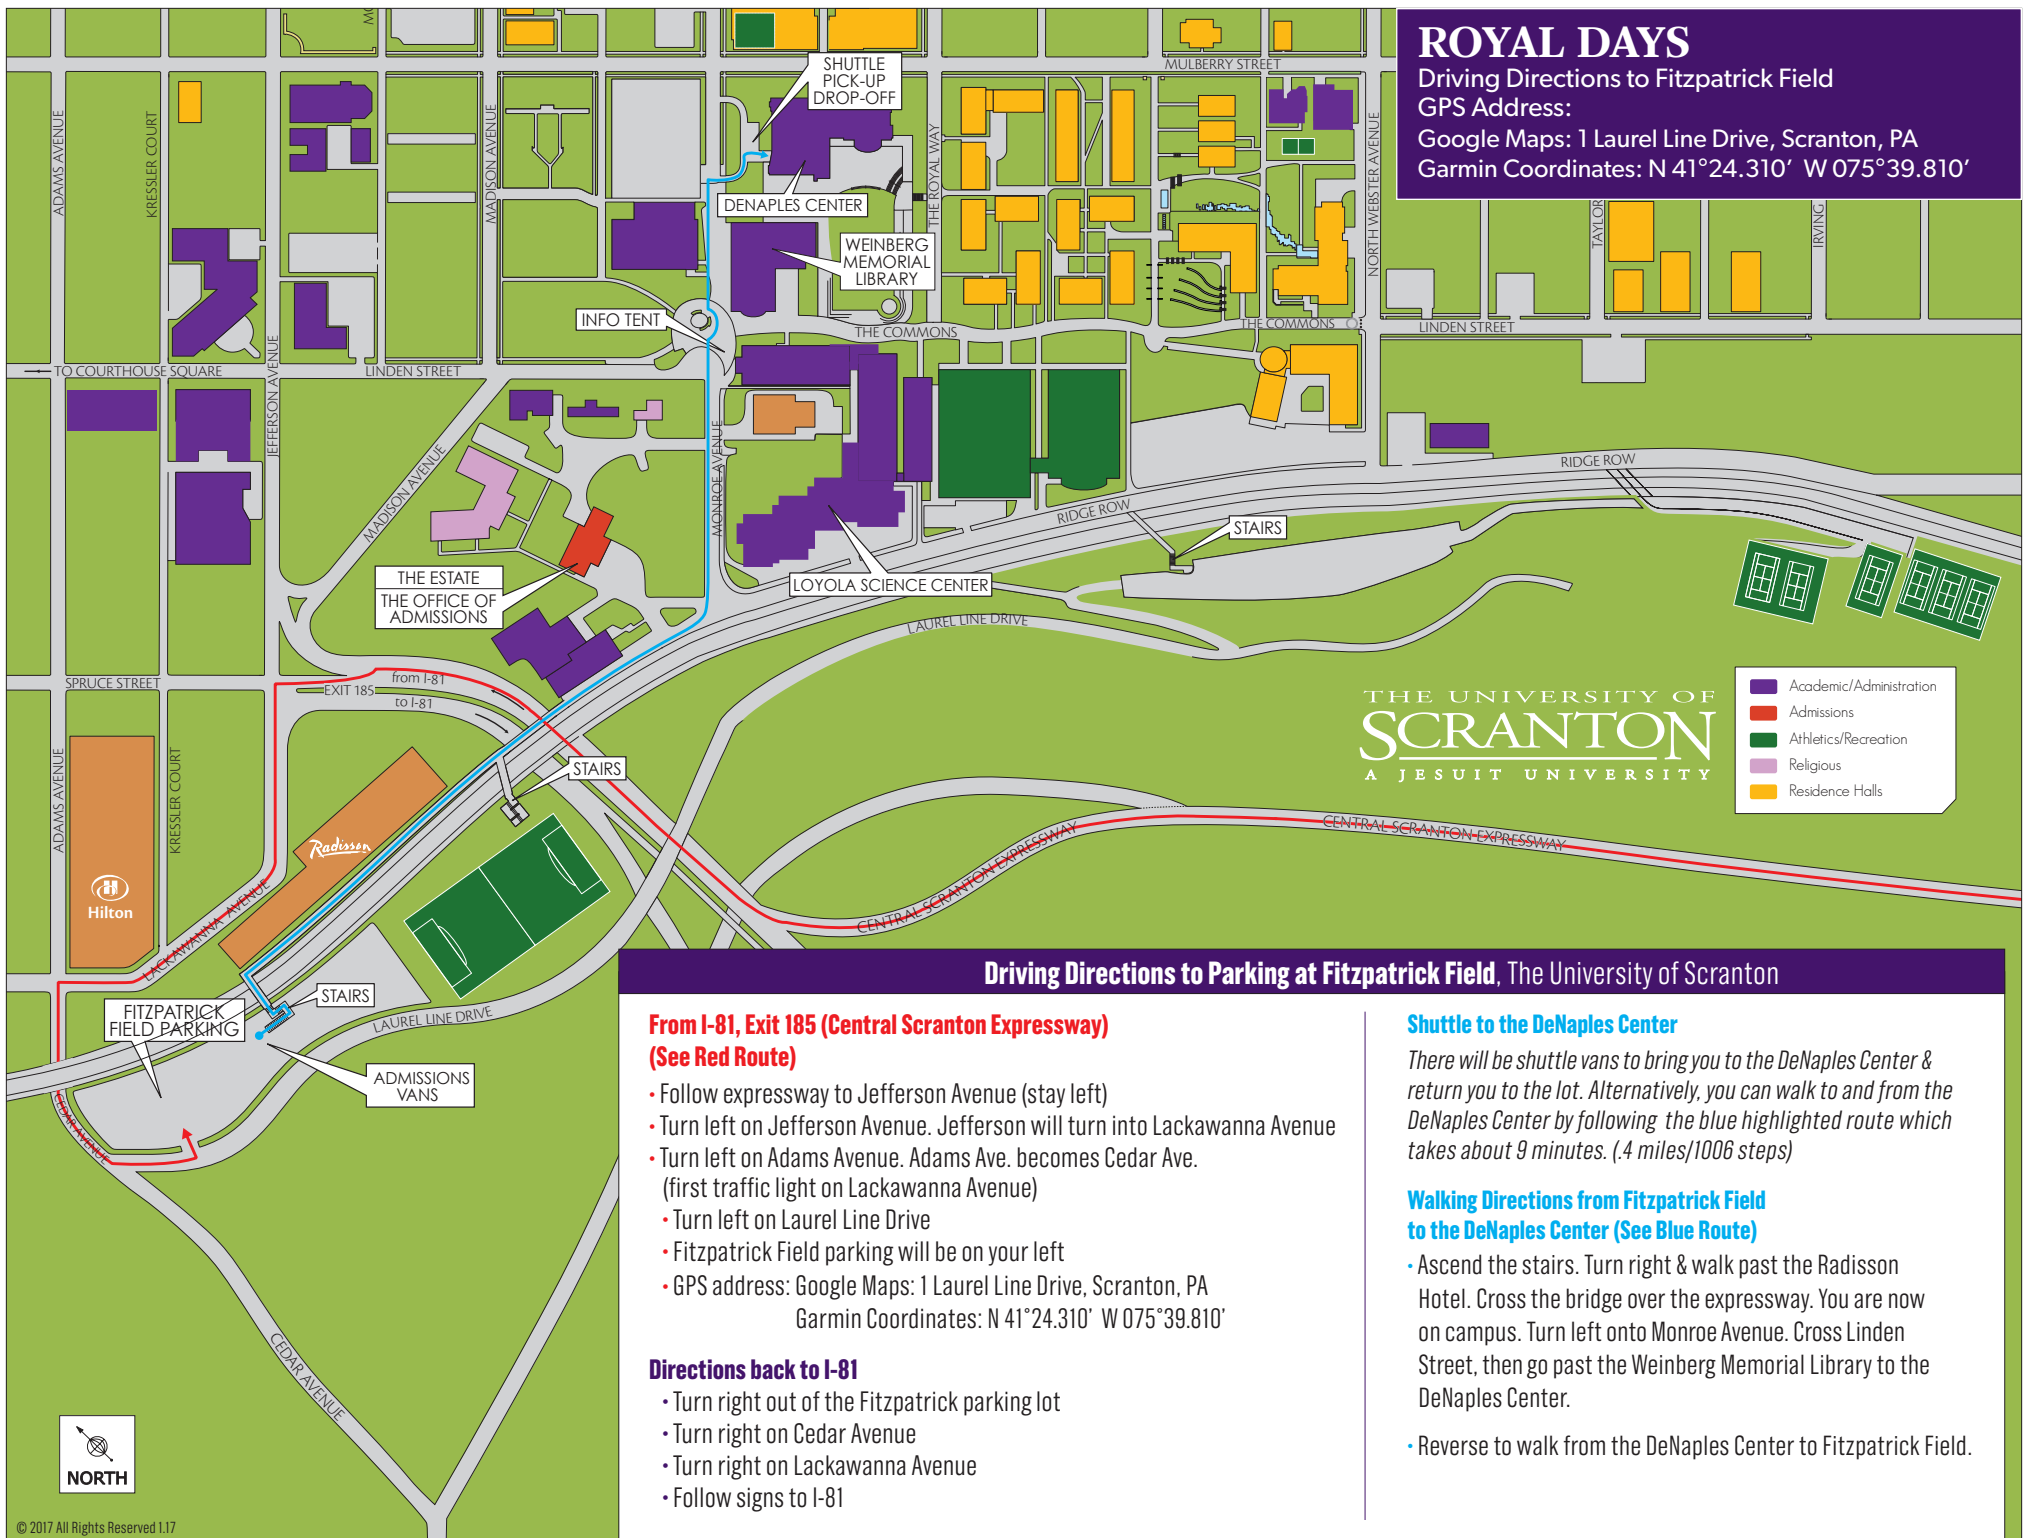 ROYAL DAYS
Driving Directions to Fitzpatrick Field
GPS Address:
Google Maps: 1 Laurel Line Drive, Scranton, PA
Garmin Coordinates: N 41°24.310’ W 075°39.810’
SHUTTLE
PICK-UP
DROP-OFF
MULBERRY STREET
ADAMS AVENUE
KRESSLER COURT
MADISON AVENUE
THE ROYAL WAY
NORTH WEBSTER AVENUE
TAYLOR
IRVING
DENAPLES CENTER
WEINBERG
MEMORIAL
LIBRARY
INFO TENT
THE COMMONS
THE COMMONS
LINDEN STREET
TO COURTHOUSE SQUARE
LINDEN STREET
JEFFERSON AVENUE
MADISON AVENUE
MONROE AVENUE
RIDGE ROW
RIDGE ROW
STAIRS
THE ESTATE
THE OFFICE OF
ADMISSIONS
LOYOLA SCIENCE CENTER
LAUREL LINE DRIVE
SPRUCE STREET
from I-81
EXIT 185
to I-81
THE UNIVERSITY OF
SCRANTON
A JESUIT UNIVERSITY
Academic/Administration
Admissions
Athletics/Recreation
Religious
Residence Halls
ADAMS AVENUE
KRESSLER COURT
STAIRS
Radisson
Hilton
LACKAWANNA AVENUE
CENTRAL SCRANTON EXPRESSWAY
CENTRAL SCRANTON EXPRESSWAY
STAIRS
FITZPATRICK
FIELD PARKING
LAUREL LINE DRIVE
ADMISSIONS
VANS
CEDAR AVENUE
CEDAR AVENUE
NORTH
© 2017 All Rights Reserved 1.17
Driving Directions to Parking at Fitzpatrick Field, The University of Scranton
From I-81, Exit 185 (Central Scranton Expressway)
(See Red Route)
• Follow expressway to Jefferson Avenue (stay left)
• Turn left on Jefferson Avenue. Jefferson will turn into Lackawanna Avenue
• Turn left on Adams Avenue. Adams Ave. becomes Cedar Ave.
(first traffic light on Lackawanna Avenue)
• Turn left on Laurel Line Drive
• Fitzpatrick Field parking will be on your left
• GPS address: Google Maps: 1 Laurel Line Drive, Scranton, PA
Garmin Coordinates: N 41°24.310’ W 075°39.810’
Directions back to I-81
• Turn right out of the Fitzpatrick parking lot
• Turn right on Cedar Avenue
• Turn right on Lackawanna Avenue
• Follow signs to I-81
Shuttle to the DeNaples Center
There will be shuttle vans to bring you to the DeNaples Center &
return you to the lot. Alternatively, you can walk to and from the
DeNaples Center by following the blue highlighted route which
takes about 9 minutes. (.4 miles/1006 steps)
Walking Directions from Fitzpatrick Field
to the DeNaples Center (See Blue Route)
• Ascend the stairs. Turn right & walk past the Radisson
Hotel. Cross the bridge over the expressway. You are now
on campus. Turn left onto Monroe Avenue. Cross Linden
Street, then go past the Weinberg Memorial Library to the
DeNaples Center.
• Reverse to walk from the DeNaples Center to Fitzpatrick Field.